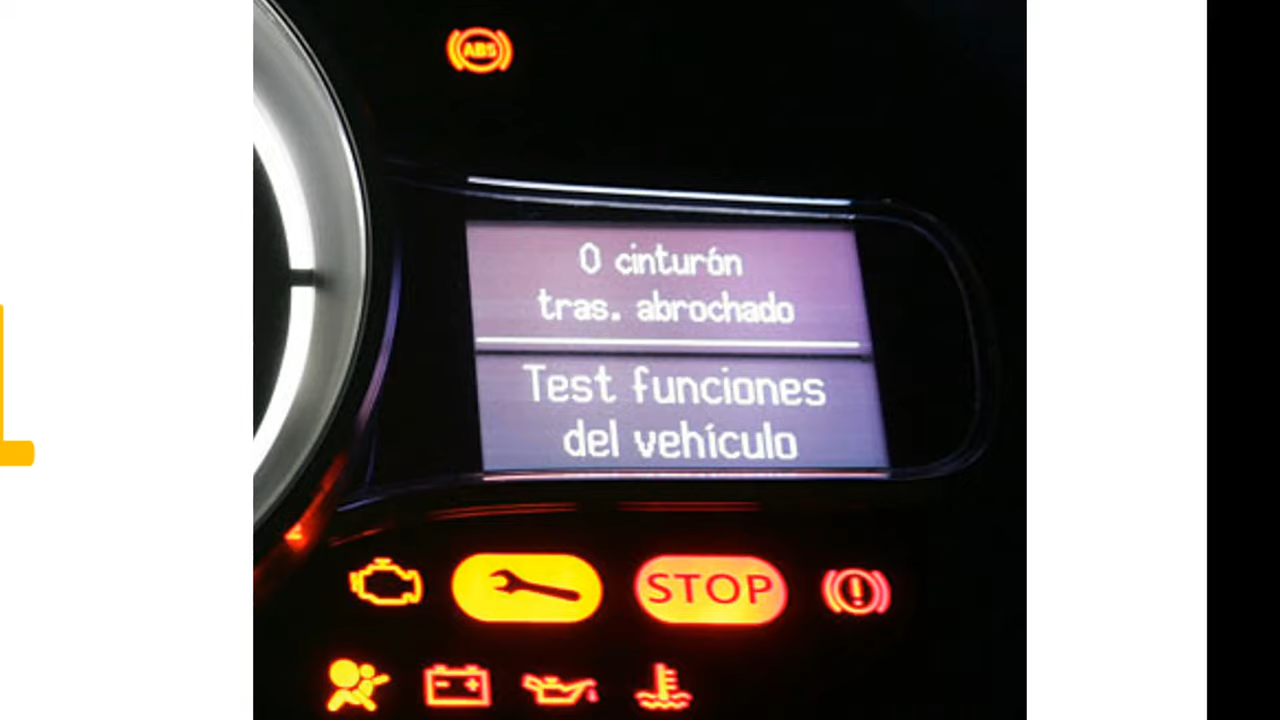 ABS
0 cinturón
tras. abrochado
Test funciones
del vehículo
STOP